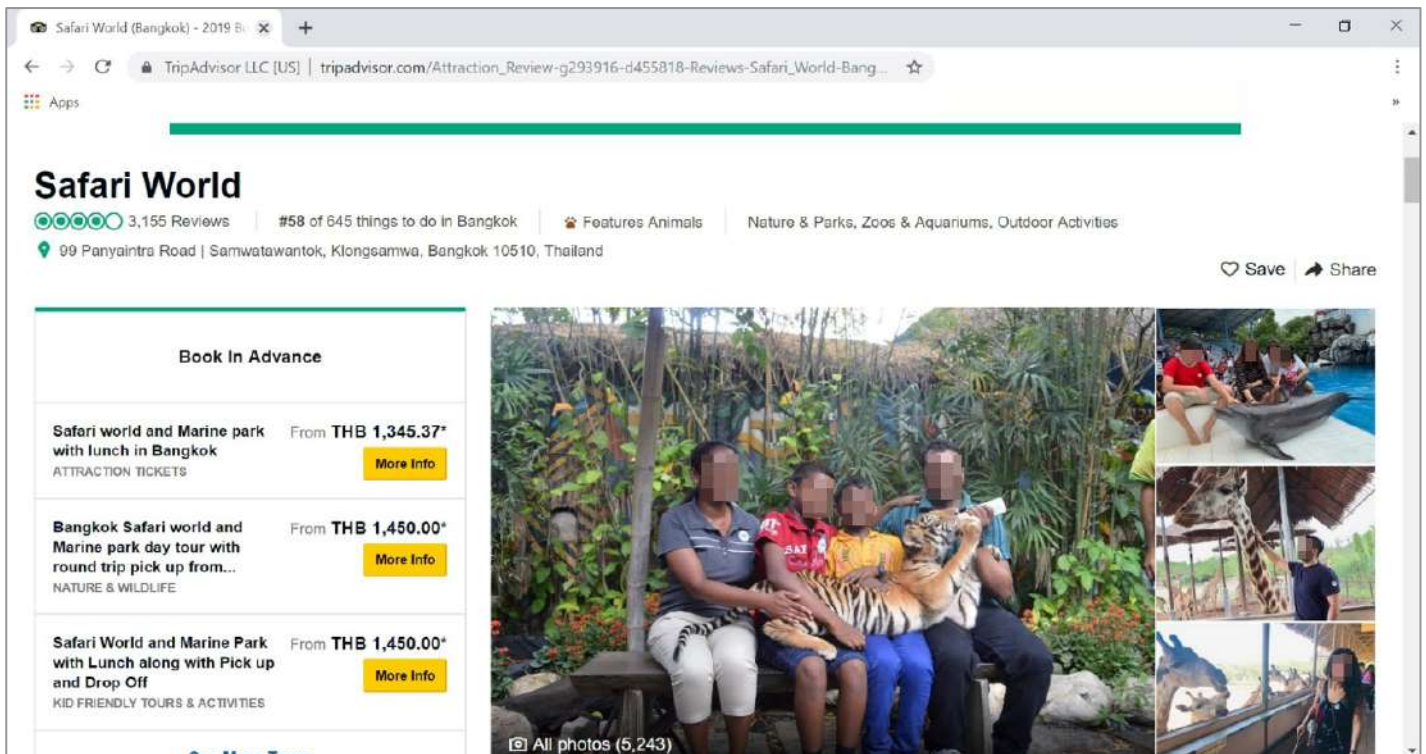 Safari World (Bangkok) - 2019 B
TripAdvisor LLC [US] | tripadvisor.com/Attraction_Review-g293916-d455818-Reviews-Safari_World-Bang...
Apps
Safari World
3,155 Reviews #58 of 645 things to do in Bangkok Features Animals Nature & Parks, Zoos & Aquariums, Outdoor Activities
99 Panyaintra Road | Samwatawantok, Klongsamwa, Bangkok 10510, Thailand
Save Share
Book In Advance
Safari world and Marine park From THB 1,345.37*
with lunch in Bangkok
More Info
ATTRACTION TICKETS
Bangkok Safari world and From THB 1,450.00*
Marine park day tour with
round trip pick up from...
More Info
NATURE & WILDLIFE
Safari World and Marine Park From THB 1,450.00*
with Lunch along with Pick up
and Drop Off
More Info
KID FRIENDLY TOURS & ACTIVITIES
All photos (5,243)